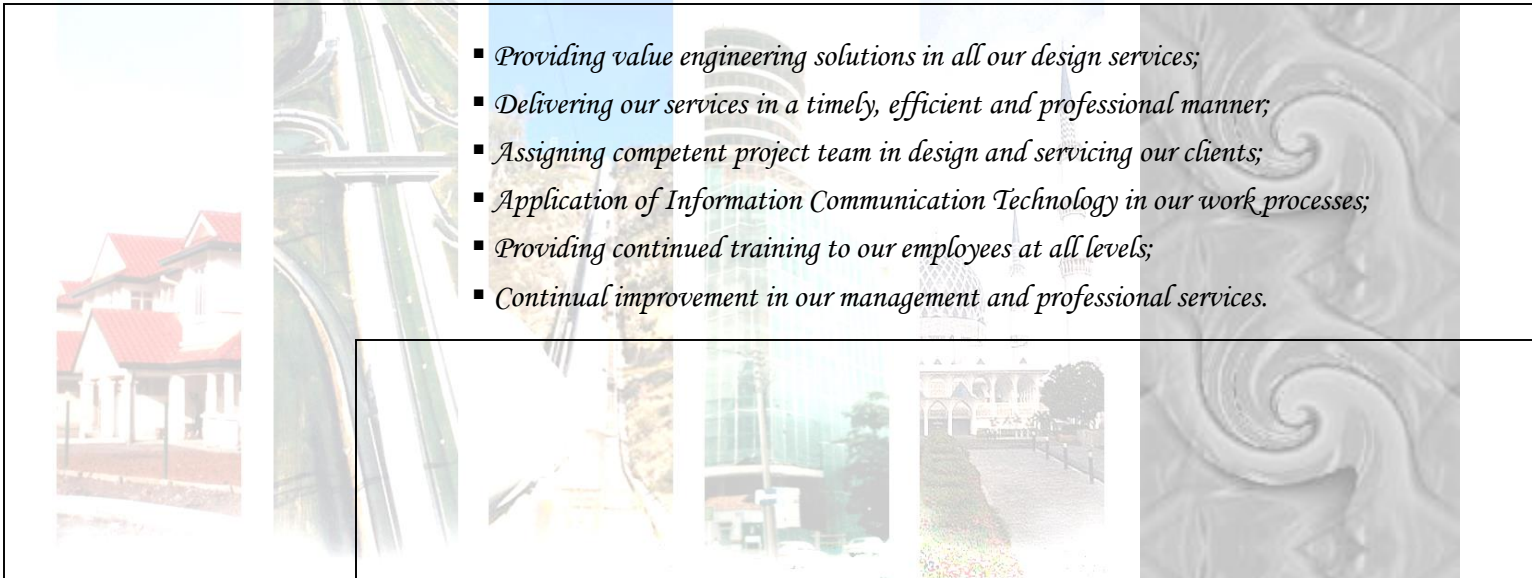 ▪ Providing value engineering solutions in all our design services;
▪ Delivering our services in a timely, efficient and professional manner;
▪ Assigning competent project team in design and servicing our clients;
▪ Application of Information Communication Technology in our work processes;
▪ Providing continued training to our employees at all levels;
▪ Continual improvement in our management and professional services.